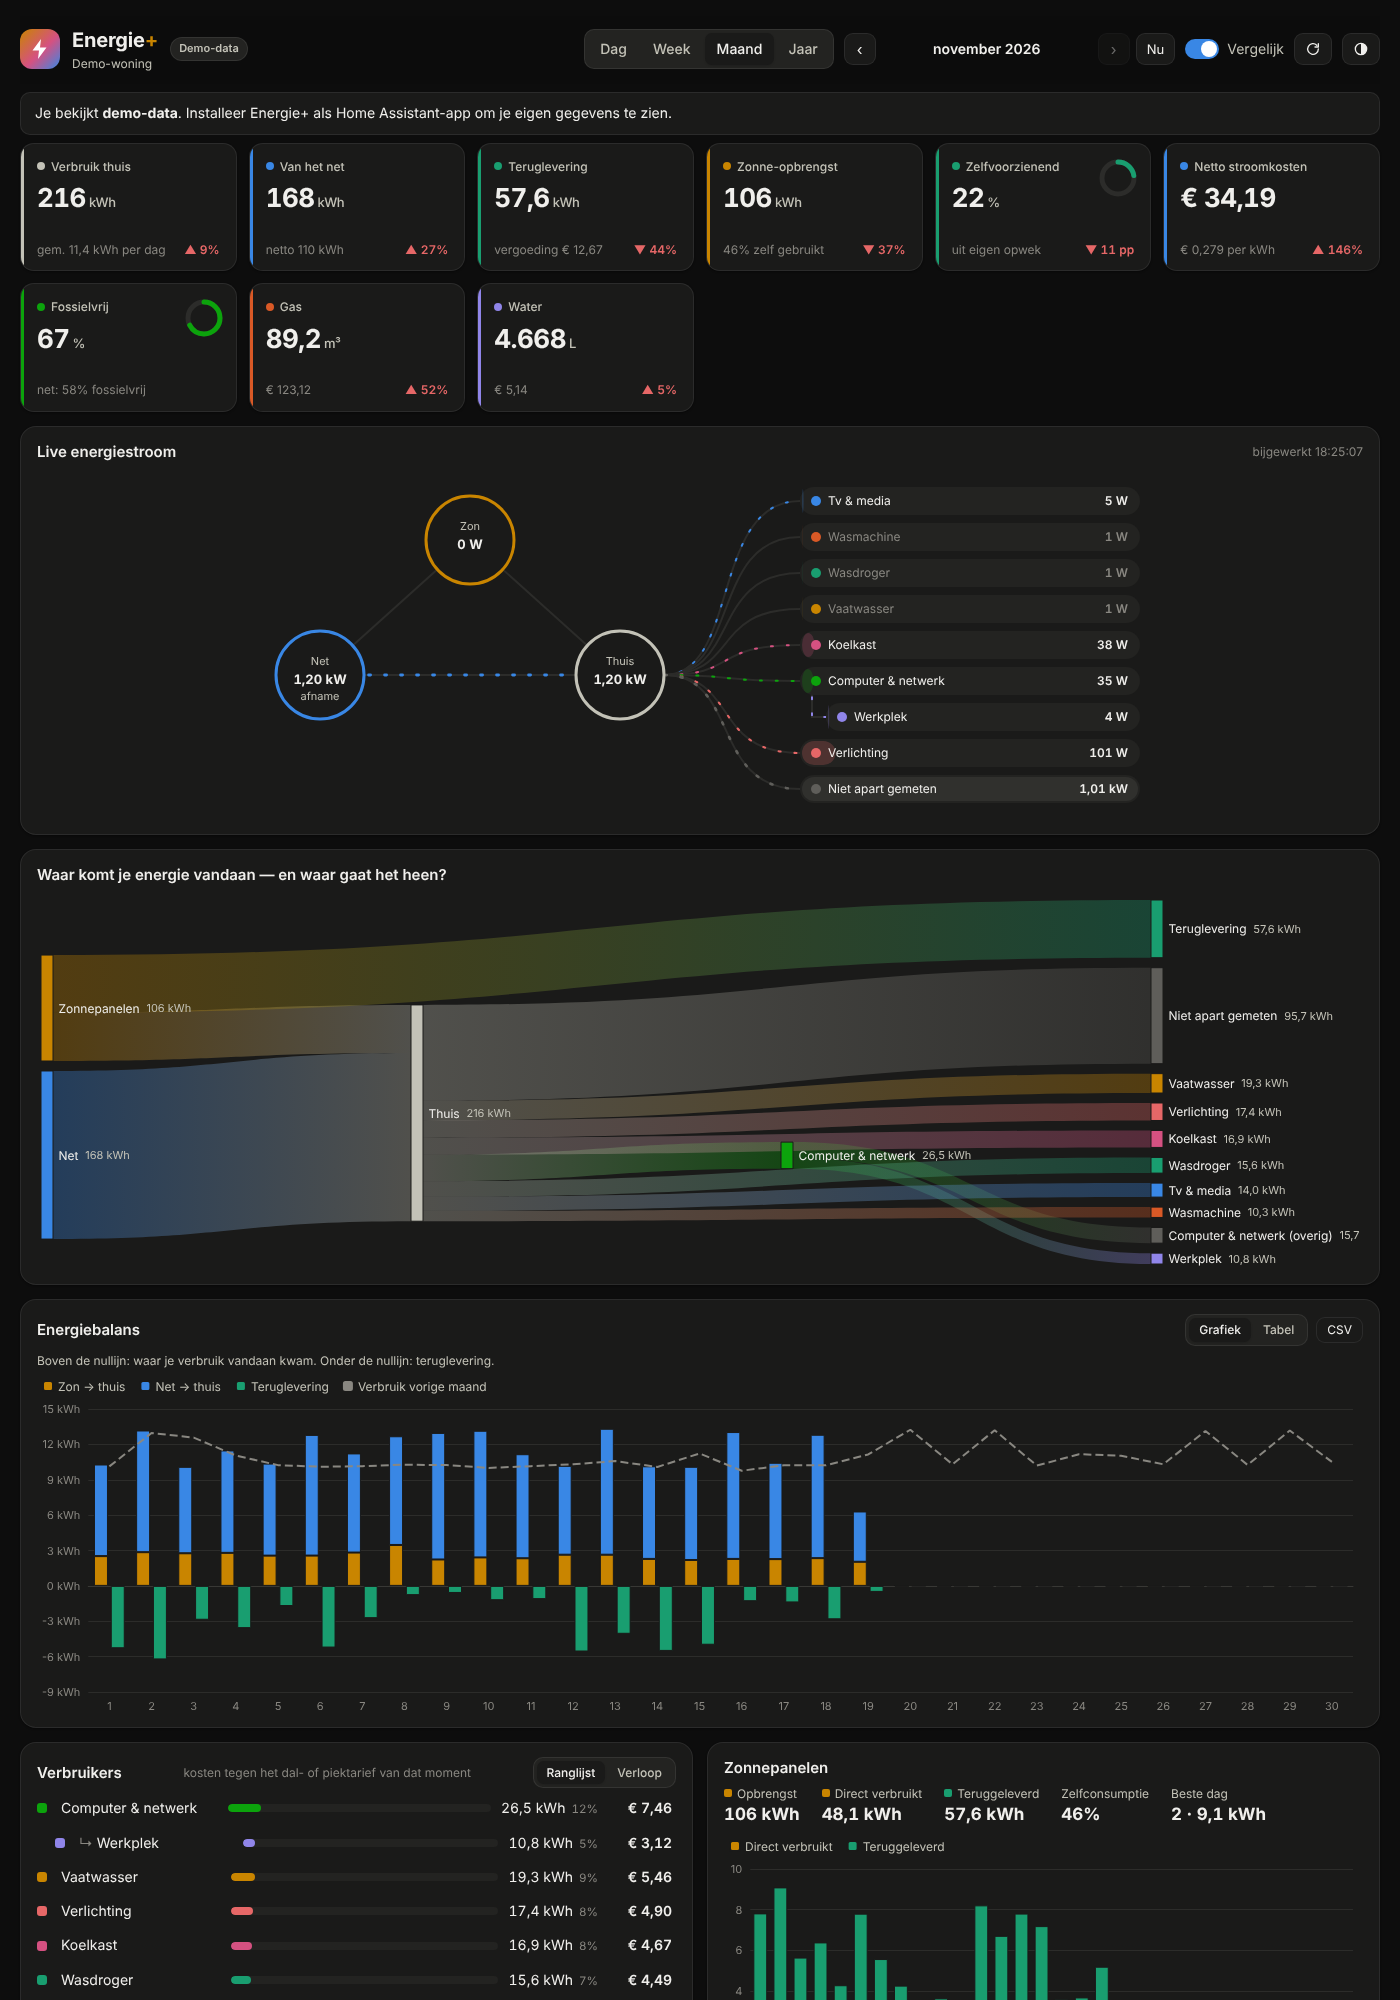 Energie+
Demo-woning
Demo-data
Dag Week Maand Jaar ‹ november 2026 › Nu Vergelijk
Je bekijkt demo-data. Installeer Energie+ als Home Assistant-app om je eigen gegevens te zien.
Verbruik thuis
216 kWh
gem. 11,4 kWh per dag ▲ 9%
Van het net
168 kWh
netto 110 kWh ▲ 27%
Teruglevering
57,6 kWh
vergoeding € 12,67 ▼ 44%
Zonne-opbrengst
106 kWh
46% zelf gebruikt ▼ 37%
Zelfvoorzienend
22 %
uit eigen opwek ▼ 11 pp
Netto stroomkosten
€ 34,19
€ 0,279 per kWh ▲ 146%
Fossielvrij
67 %
net: 58% fossielvrij
Gas
89,2 m³
€ 123,12 ▲ 52%
Water
4.668 L
€ 5,14 ▲ 5%
Live energiestroom bijgewerkt 18:25:07
Zon
0 W
Net
1,20 kW
afname
Thuis
1,20 kW
Tv & media 5 W
Wasmachine 1 W
Wasdroger 1 W
Vaatwasser 1 W
Koelkast 38 W
Computer & netwerk 35 W
Werkplek 4 W
Verlichting 101 W
Niet apart gemeten 1,01 kW
Waar komt je energie vandaan — en waar gaat het heen?
Zonnepanelen 106 kWh
Net 168 kWh
Thuis 216 kWh
Computer & netwerk 26,5 kWh
Teruglevering 57,6 kWh
Niet apart gemeten 95,7 kWh
Vaatwasser 19,3 kWh
Verlichting 17,4 kWh
Koelkast 16,9 kWh
Wasdroger 15,6 kWh
Tv & media 14,0 kWh
Wasmachine 10,3 kWh
Computer & netwerk (overig) 15,7
Werkplek 10,8 kWh
Energiebalans Grafiek Tabel CSV
Boven de nullijn: waar je verbruik vandaan kwam. Onder de nullijn: teruglevering.
Zon → thuis Net → thuis Teruglevering Verbruik vorige maand
15 kWh
12 kWh
9 kWh
6 kWh
3 kWh
0 kWh
-3 kWh
-6 kWh
-9 kWh
1 2 3 4 5 6 7 8 9 10 11 12 13 14 15 16 17 18 19 20 21 22 23 24 25 26 27 28 29 30
Verbruikers kosten tegen het dal- of piektarief van dat moment Ranglijst Verloop
Computer & netwerk 26,5 kWh 12% € 7,46
↳ Werkplek 10,8 kWh 5% € 3,12
Vaatwasser 19,3 kWh 9% € 5,46
Verlichting 17,4 kWh 8% € 4,90
Koelkast 16,9 kWh 8% € 4,67
Wasdroger 15,6 kWh 7% € 4,49
Zonnepanelen
Opbrengst Direct verbruikt Teruggeleverd Zelfconsumptie Beste dag
106 kWh 48,1 kWh 57,6 kWh 46% 2 · 9,1 kWh
Direct verbruikt Teruggeleverd
10
8
6
4